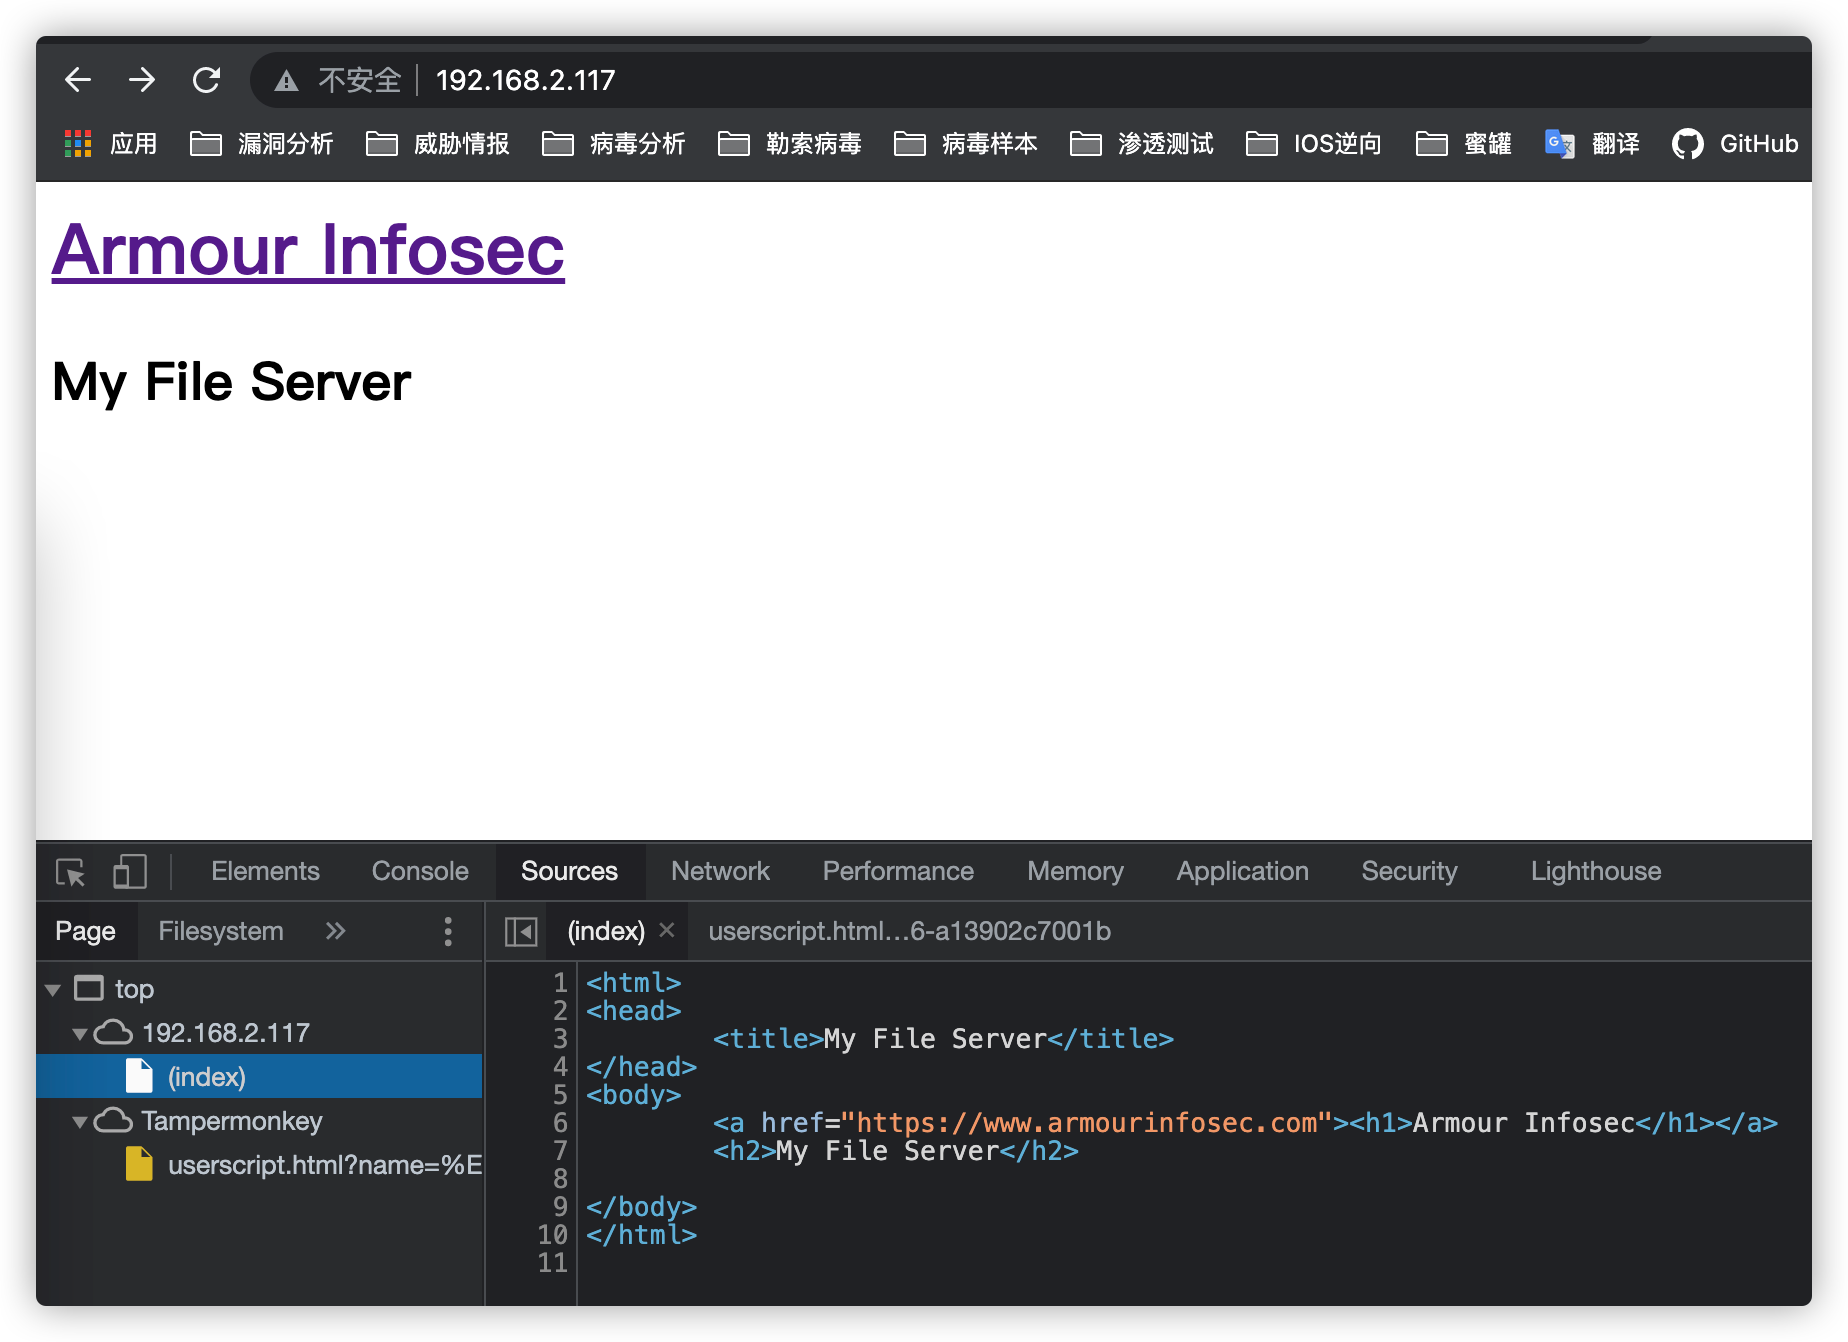 不安全 192.168.2.117
应用 漏洞分析 威胁情报 病毒分析 勒索病毒 病毒样本 渗透测试 IOS逆向 蜜罐 翻译 GitHub
Armour Infosec
My File Server
Elements Console Sources Network Performance Memory Application Security Lighthouse
Page Filesystem (index) userscript.html...6-a13902c7001b
top
192.168.2.117
(index)
Tampermonkey
userscript.html?name=%E
1 <html>
2 <head>
3 <title>My File Server</title>
4 </head>
5 <body>
6 <a href="https://www.armourinfosec.com"><h1>Armour Infosec</h1></a>
7 <h2>My File Server</h2>
8
9 </body>
10 </html>
11